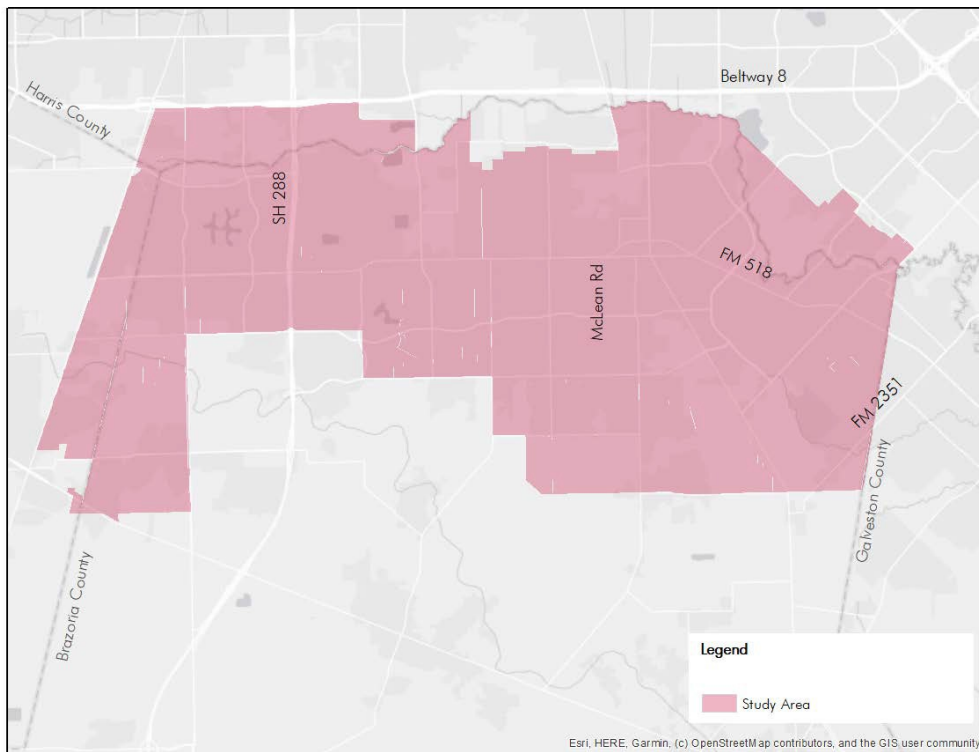 Beltway 8
Harris County
SH 288
FM 518
McLean Rd
FM 2351
Galveston County
Brazoria County
Legend
Study Area
Esri, HERE, Garmin, (c) OpenStreetMap contributors, and the GIS user community